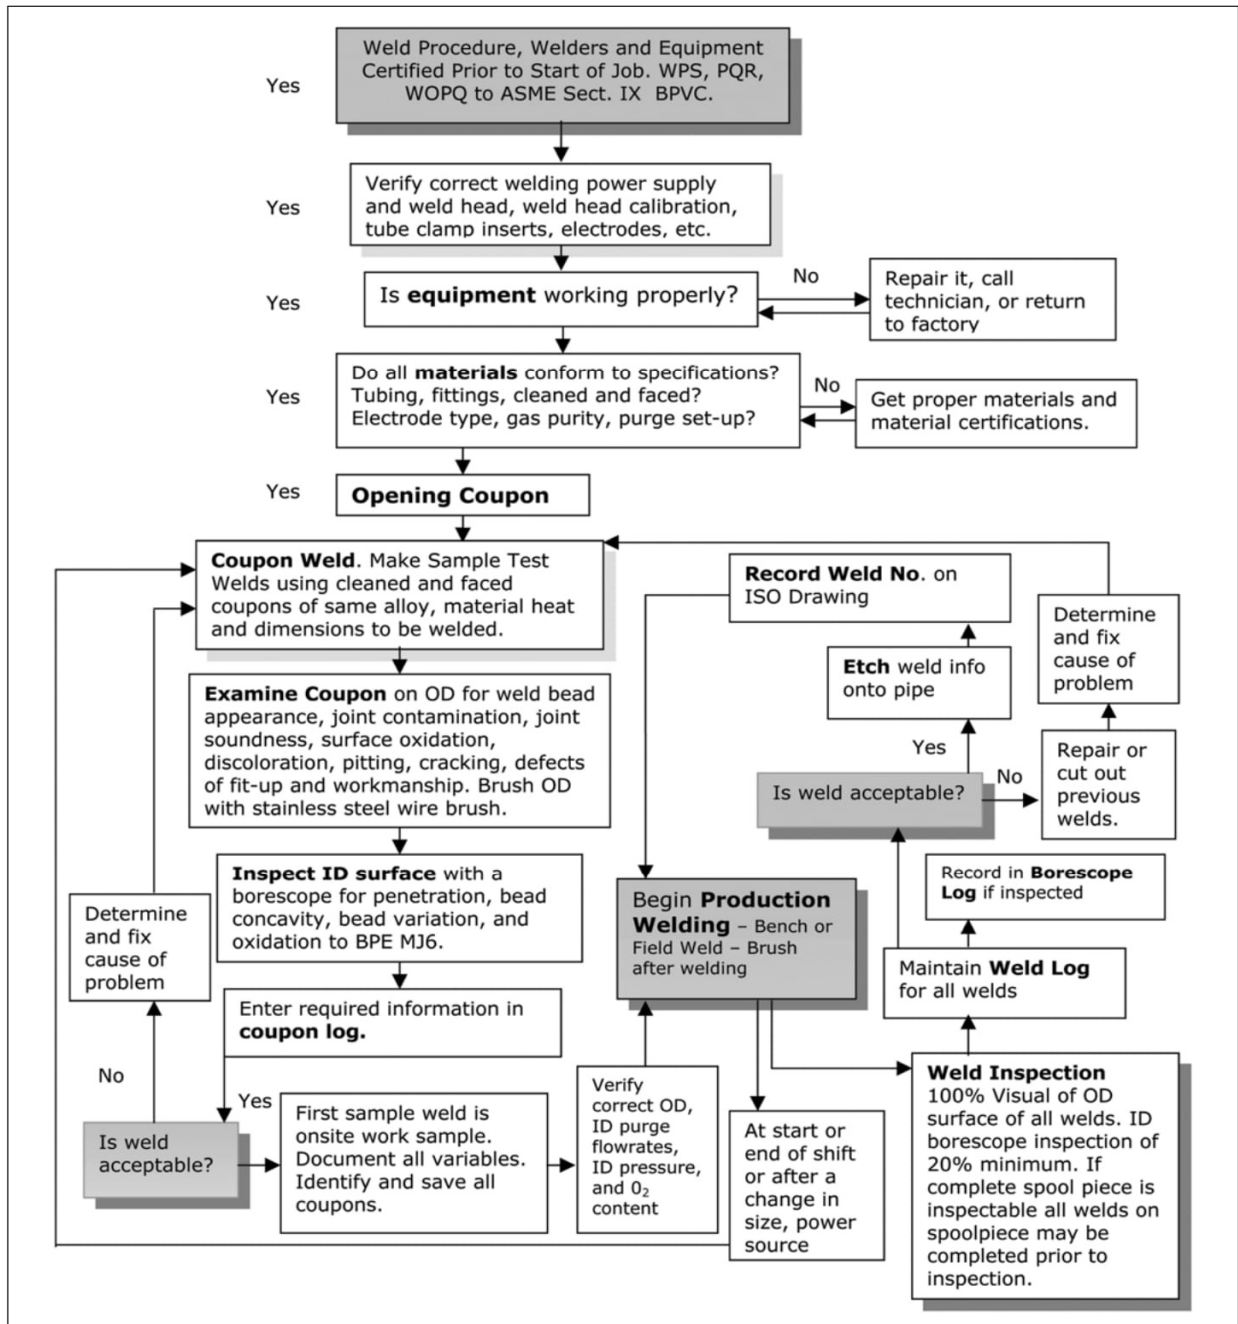 Weld Procedure, Welders and Equipment
Certified Prior to Start of Job. WPS, PQR,
WOPQ to ASME Sect. IX  BPVC.
Yes
Verify correct welding power supply
and weld head, weld head calibration,
tube clamp inserts, electrodes, etc.
Yes
Is equipment working properly?
Yes
No
Repair it, call
technician, or return
to factory
Do all materials conform to specifications?
Tubing, fittings, cleaned and faced?
Electrode type, gas purity, purge set-up?
Yes
No
Get proper materials and
material certifications.
Yes
Opening Coupon
Coupon Weld. Make Sample Test
Welds using cleaned and faced
coupons of same alloy, material heat
and dimensions to be welded.
Examine Coupon on OD for weld bead
appearance, joint contamination, joint
soundness, surface oxidation,
discoloration, pitting, cracking, defects
of fit-up and workmanship. Brush OD
with stainless steel wire brush.
Inspect ID surface with a
borescope for penetration, bead
concavity, bead variation, and
oxidation to BPE MJ6.
Enter required information in
coupon log.
Determine
and fix
cause of
problem
No
Yes
Is weld
acceptable?
First sample weld is
onsite work sample.
Document all variables.
Identify and save all
coupons.
Verify
correct OD,
ID purge
flowrates,
ID pressure,
and 0₂
content
Begin Production
Welding – Bench or
Field Weld – Brush
after welding
At start or
end of shift
or after a
change in
size, power
source
Weld Inspection
100% Visual of OD
surface of all welds. ID
borescope inspection of
20% minimum. If
complete spool piece is
inspectable all welds on
spoolpiece may be
completed prior to
inspection.
Maintain Weld Log
for all welds
Record in Borescope
Log if inspected
Is weld acceptable?
Yes
No
Etch weld info
onto pipe
Record Weld No. on
ISO Drawing
Repair or
cut out
previous
welds.
Determine
and fix
cause of
problem